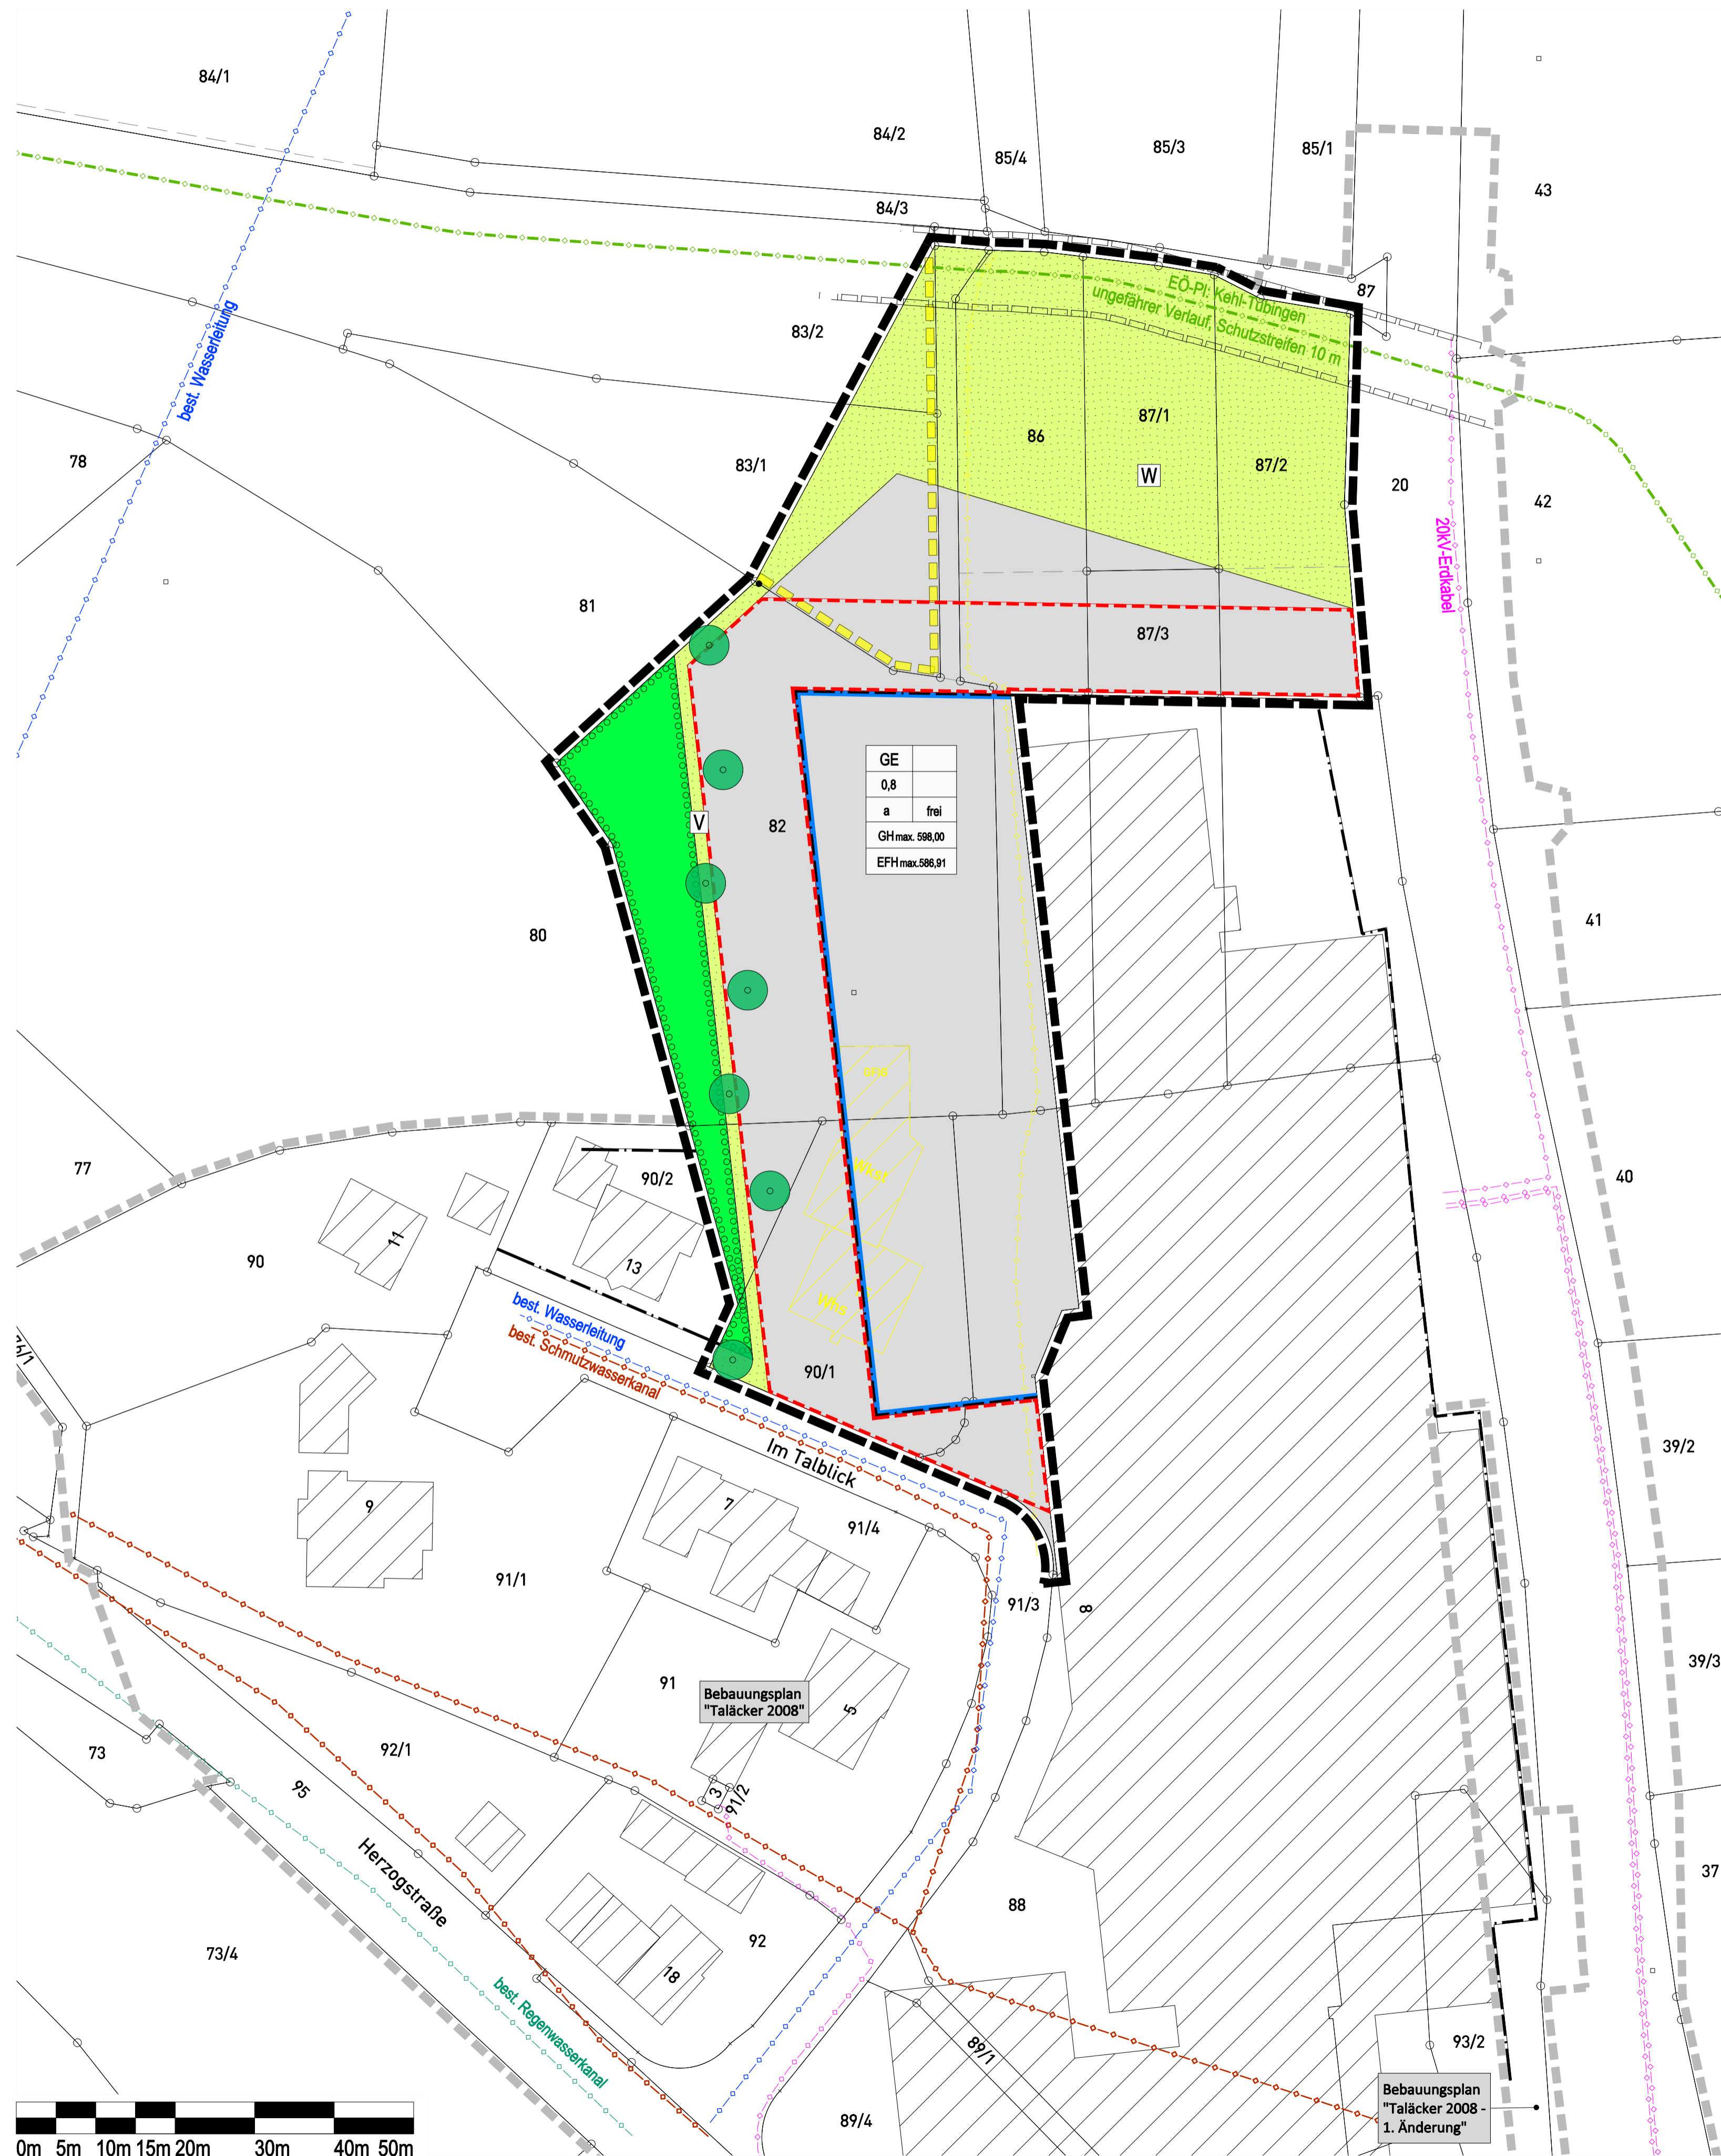 84/1
84/2
85/4
85/3
85/1
43
84/3
87
EÖ-Pl: Kehl-Tübingen
ungefährer Verlauf, Schutzstreifen 10 m
83/2
best. Wasserleitung
87/1
86
87/2
83/1
W
78
20
42
20kV-Erdkabel
81
87/3
GE
0,8
a frei
GH max. 598,00
EFH max.586,91
V
82
80
41
Wkst
Whs
77
90/2
40
90
11
13
best. Wasserleitung
best. Schmutzwasserkanal
90/1
Im Talblick
39/2
7
9
91/4
91/1
91/3
8
39/3
91
Bebauungsplan
"Taläcker 2008"
5
73
92/1
95
3
91/2
Herzogstraße
37
88
73/4
92
18
best. Regenwasserkanal
89/1
93/2
Bebauungsplan
"Taläcker 2008 -
1. Änderung"
89/4
0m 5m 10m 15m 20m 30m 40m 50m